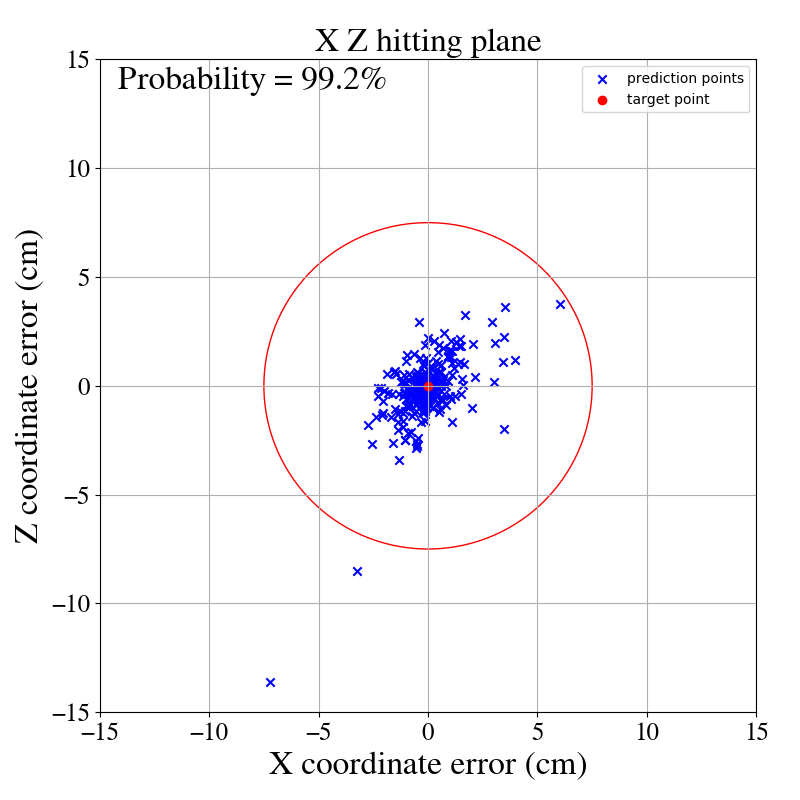 X Z hitting plane
Probability = 99.2%
prediction points
target point
Z coordinate error (cm)
15
10
5
0
−5
−10
−15
−15
−10
−5
0
5
10
15
X coordinate error (cm)